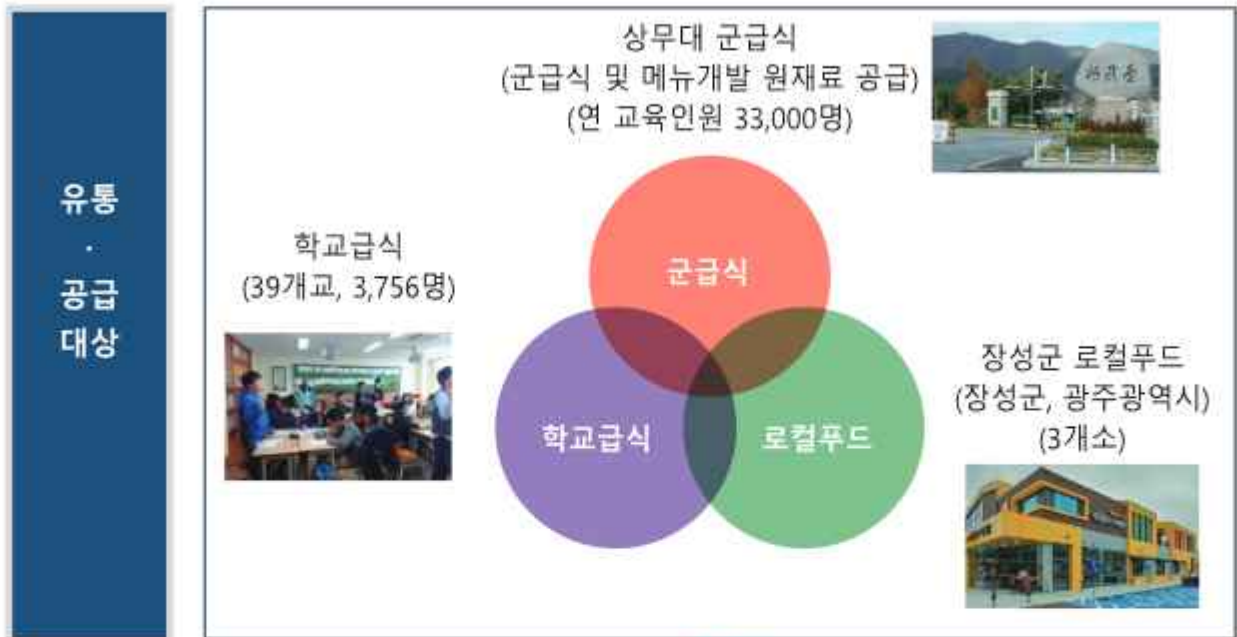 유통
·
공급
대상
상무대 군급식
(군급식 및 메뉴개발 원재료 공급)
(연 교육인원 33,000명)
학교급식
(39개교, 3,756명)
군급식
학교급식
로컬푸드
장성군 로컬푸드
(장성군, 광주광역시)
(3개소)